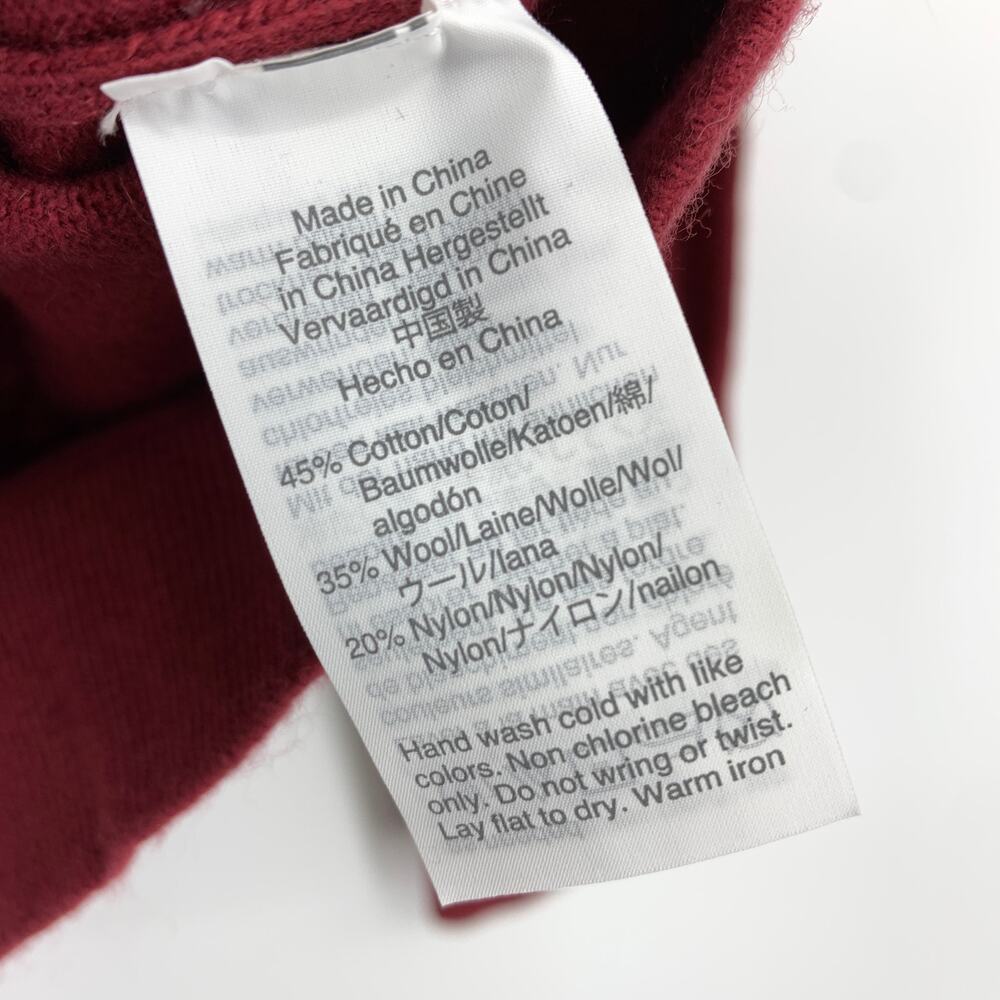 Made in China
Fabriqué en Chine
in China Hergestellt
Vervaardigd in China
中国製
Hecho en China
45% Cotton/Coton/
Baumwolle/Katoen/綿/
algodón
35% Wool/Laine/Wolle/Wol/
ウール/lana
20% Nylon/Nylon/Nylon/
Nylon/ナイロン/nailon
Hand wash cold with like
colors. Non chlorine bleach
only. Do not wring or twist.
Lay flat to dry. Warm iron